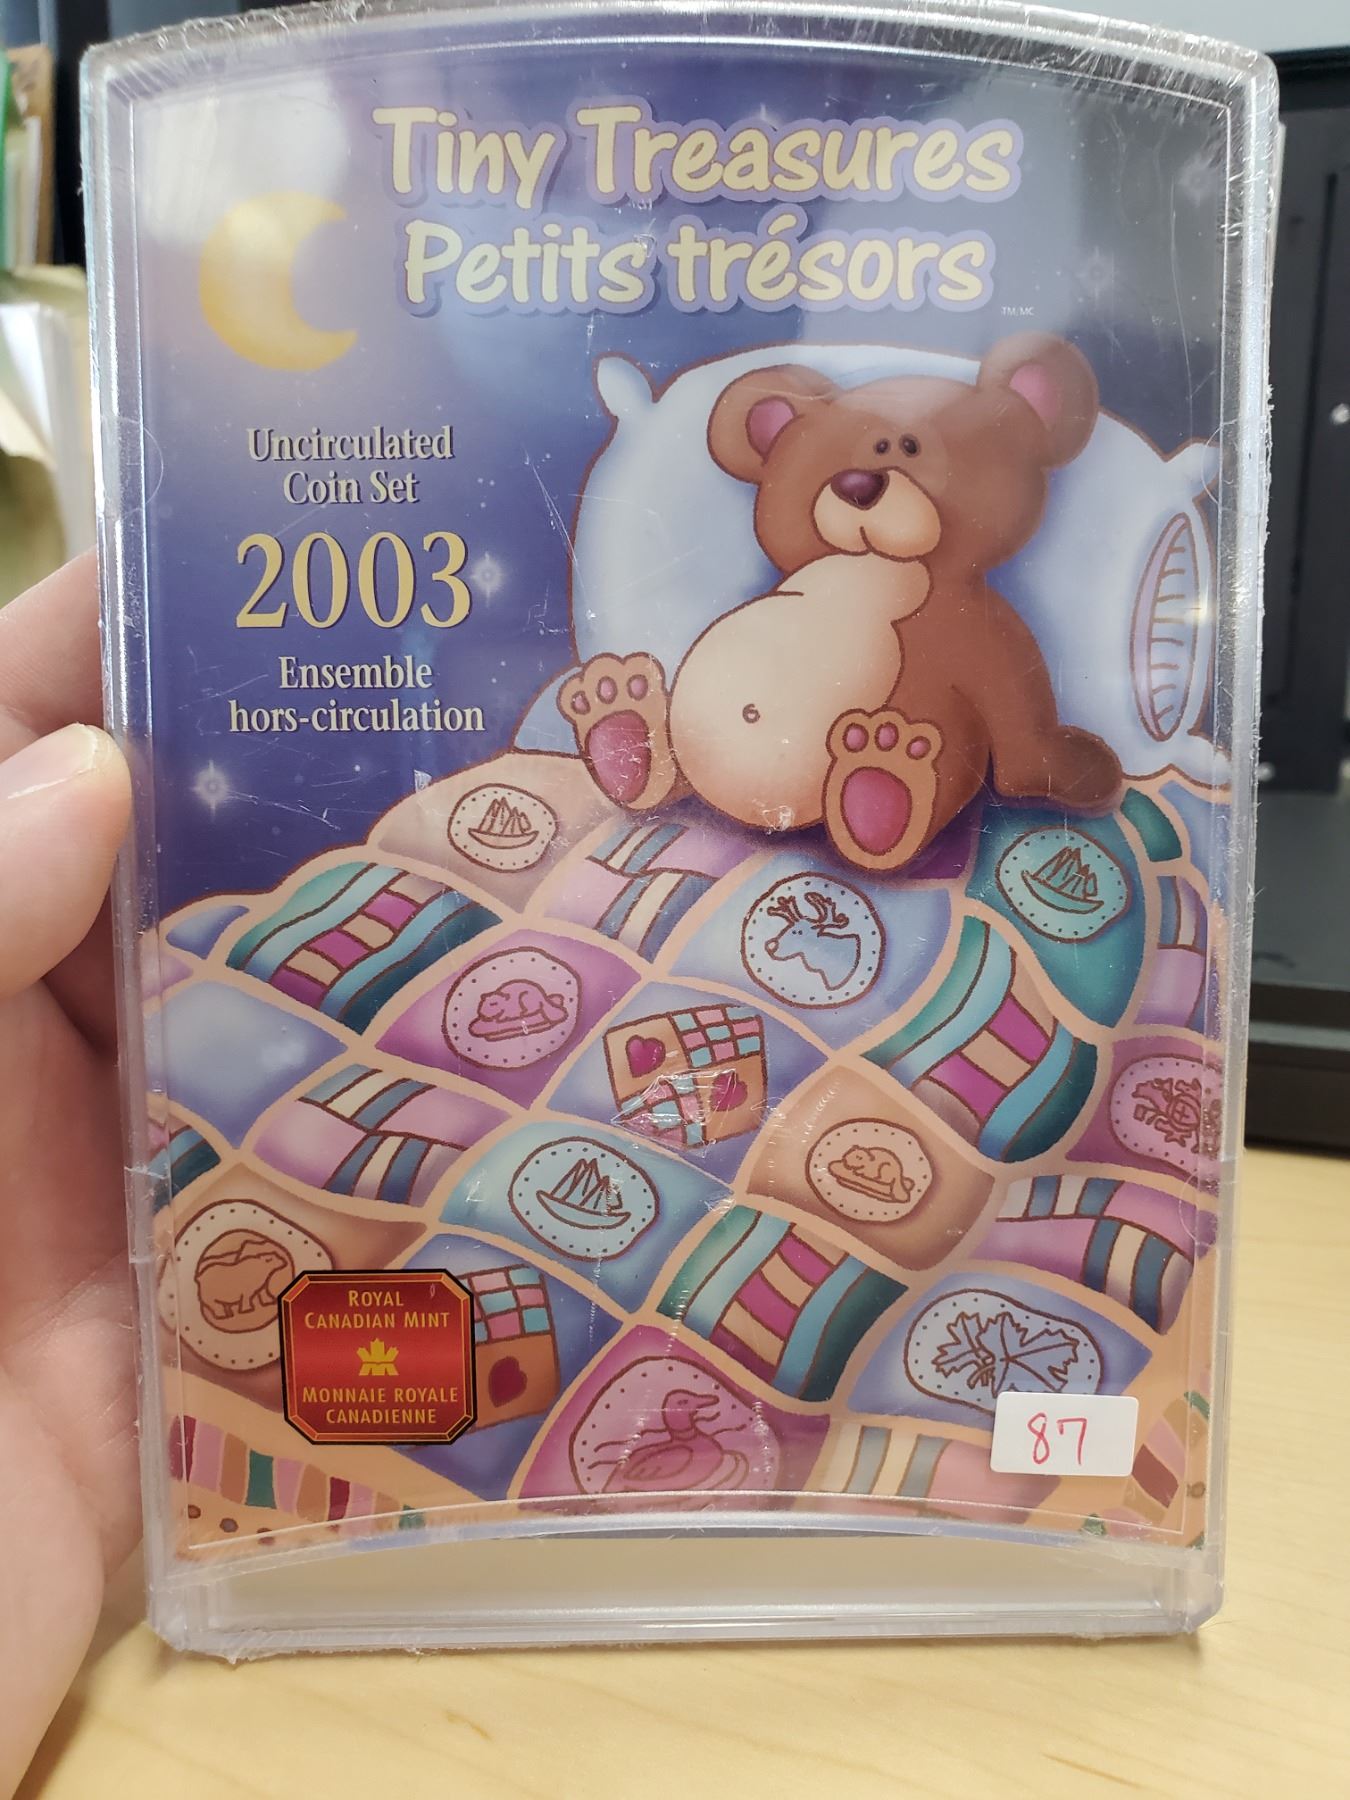 Tiny Treasures
Petits trésors
TM/MC
Uncirculated
Coin Set
2003
Ensemble
hors-circulation
ROYAL
CANADIAN MINT
MONNAIE ROYALE
CANADIENNE
87